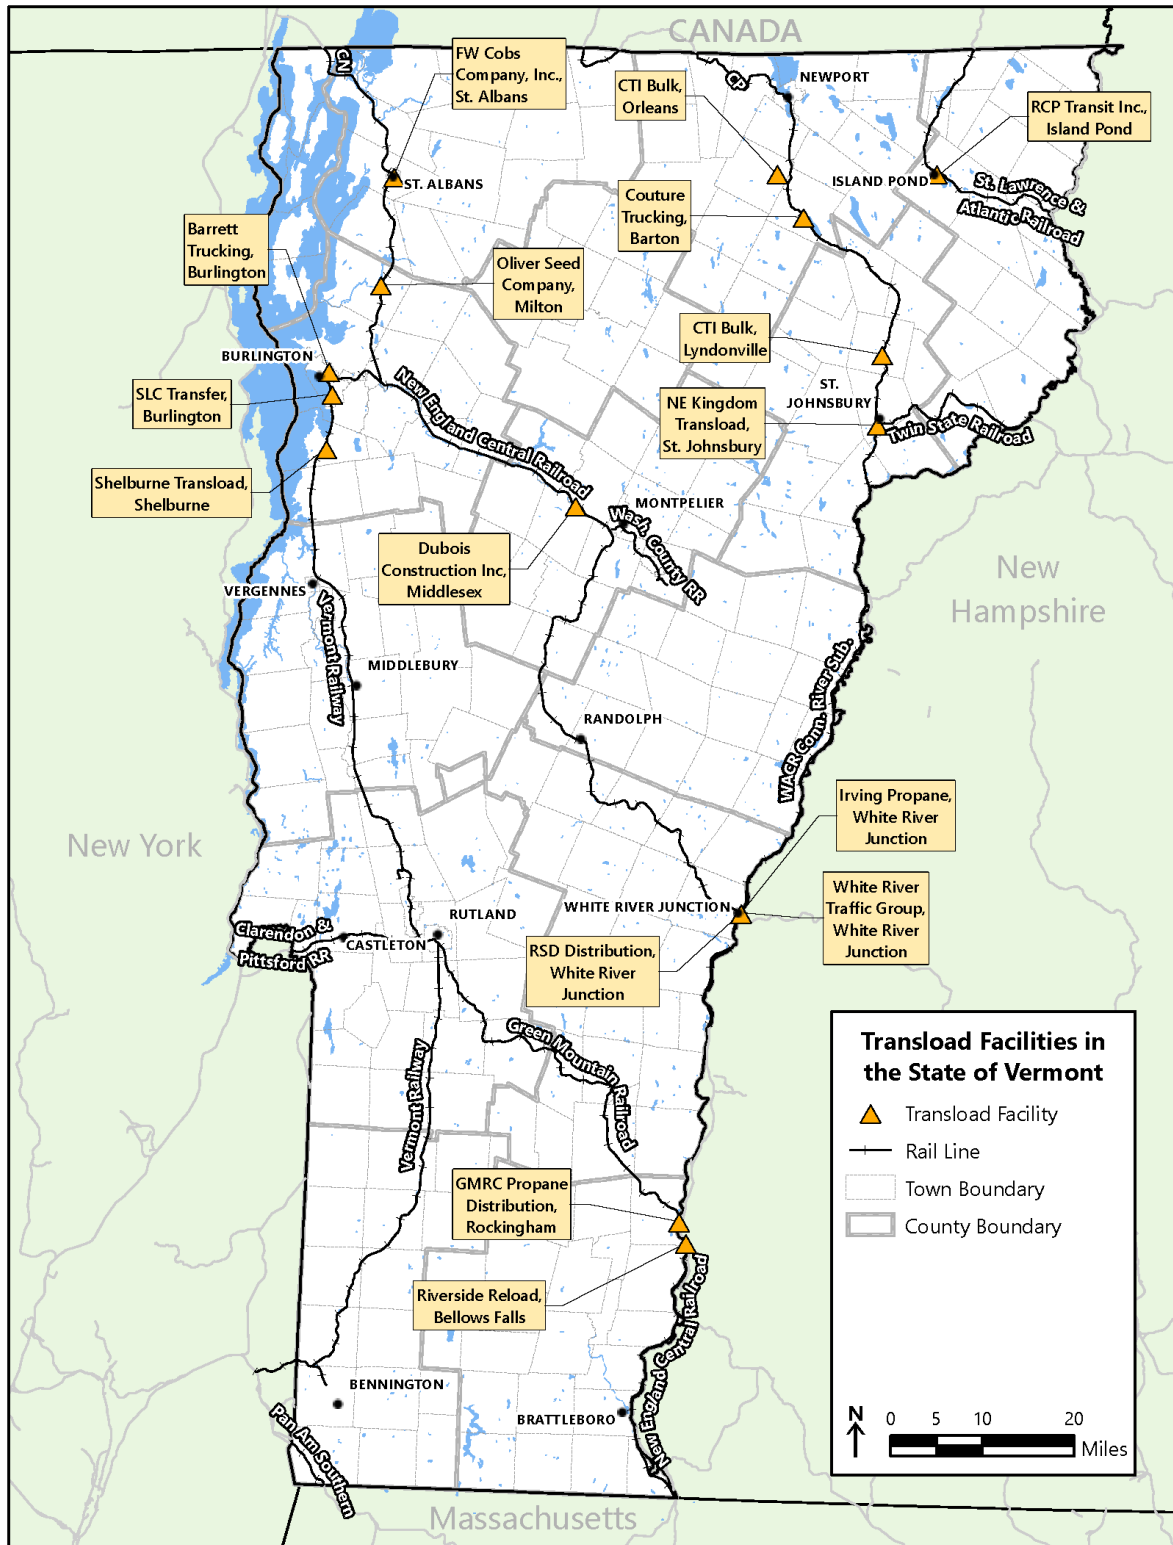 CANADA
CN
FW Cobs
Company, Inc.,
St. Albans
CTI Bulk,
Orleans
CP
NEWPORT
RCP Transit Inc.,
Island Pond
ST. ALBANS
ISLAND POND
St. Lawrence &
Atlantic Railroad
Couture
Trucking,
Barton
Barrett
Trucking,
Burlington
Oliver Seed
Company,
Milton
CTI Bulk,
Lyndonville
BURLINGTON
SLC Transfer,
Burlington
New England Central Railroad
ST.
JOHNSBURY
NE Kingdom
Transload,
St. Johnsbury
Twin State Railroad
Shelburne Transload,
Shelburne
MONTPELIER
Wash. County RR
Dubois
Construction Inc,
Middlesex
New
Hampshire
VERGENNES
Vermont Railway
MIDDLEBURY
WACR Conn. River Sub.
RANDOLPH
New York
Irving Propane,
White River
Junction
WHITE RIVER JUNCTION
White River
Traffic Group,
White River
Junction
RUTLAND
Clarendon &
Pittsford RR
CASTLETON
RSD Distribution,
White River
Junction
Green Mountain Railroad
Vermont Railway
Transload Facilities in
the State of Vermont
Transload Facility
Rail Line
Town Boundary
County Boundary
GMRC Propane
Distribution,
Rockingham
Riverside Reload,
Bellows Falls
New England Central Railroad
BENNINGTON
BRATTLEBORO
Pan Am Southern
N
0 5 10 20
Miles
Massachusetts